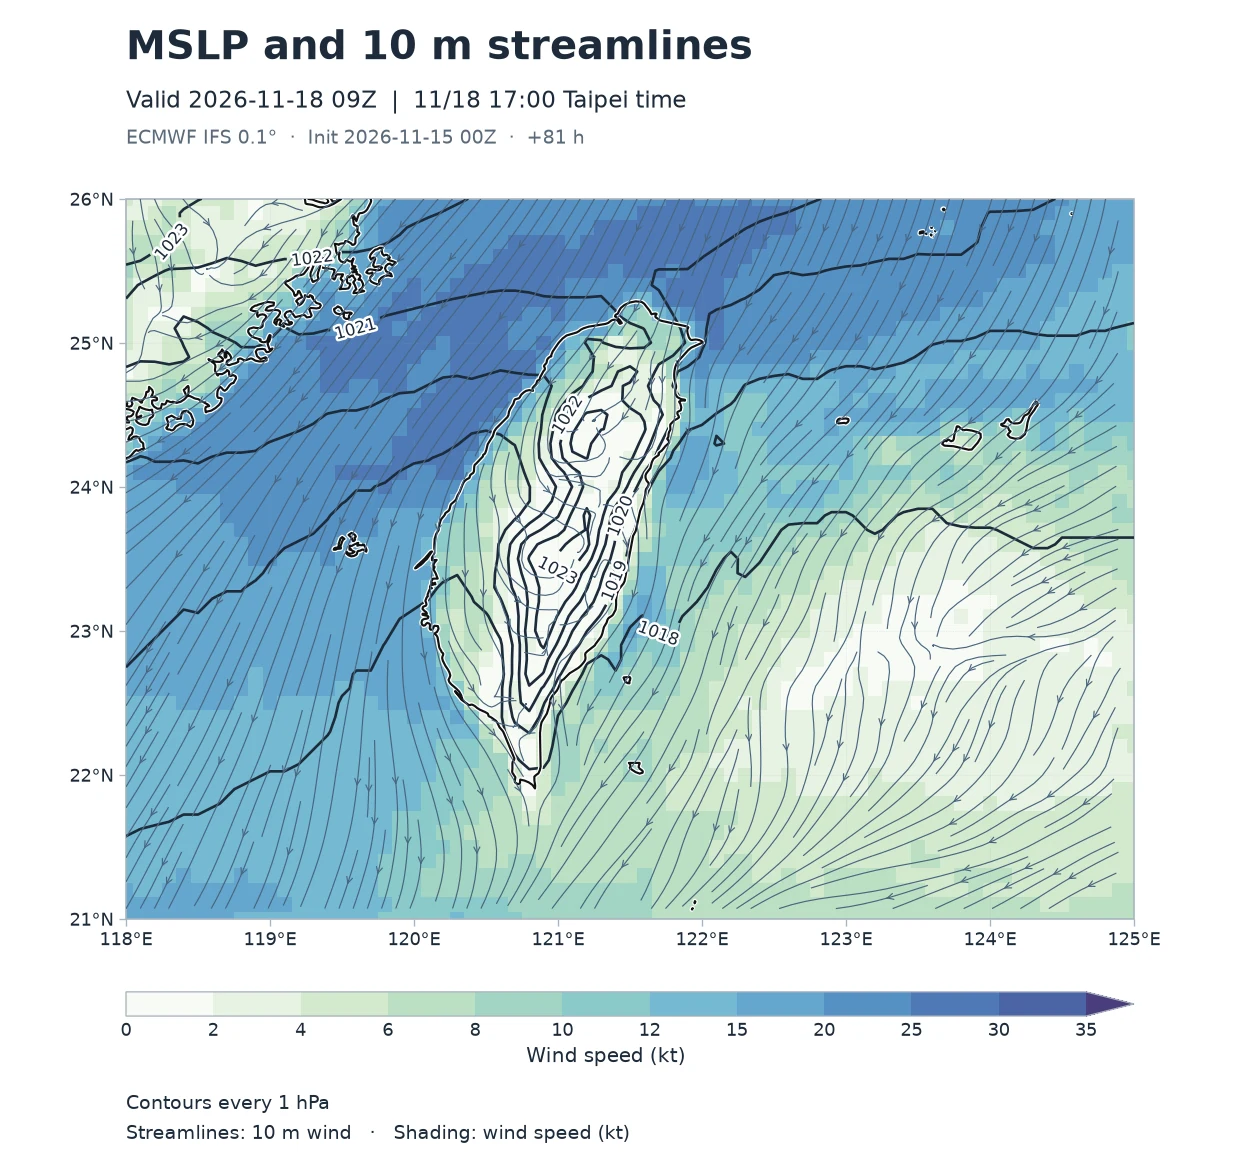 MSLP and 10 m streamlines
Valid 2026-11-18 09Z | 11/18 17:00 Taipei time
ECMWF IFS 0.1° · Init 2026-11-15 00Z · +81 h
26°N
25°N
24°N
23°N
22°N
21°N
1023
1022
1021
1022
1020
1023
1019
1018
118°E 119°E 120°E 121°E 122°E 123°E 124°E 125°E
0 2 4 6 8 10 12 15 20 25 30 35
Wind speed (kt)
Contours every 1 hPa
Streamlines: 10 m wind · Shading: wind speed (kt)